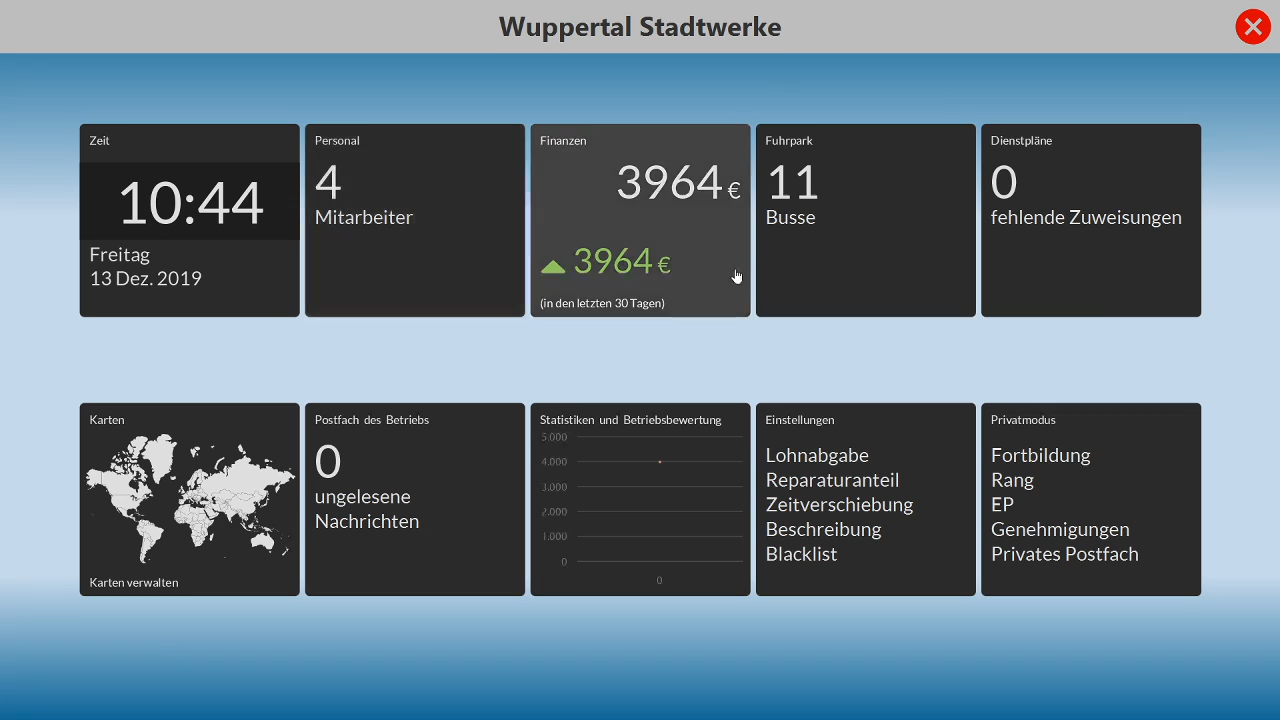 Wuppertal Stadtwerke
Zeit
10:44
Freitag
13 Dez. 2019
Personal
4
Mitarbeiter
Finanzen
3964 €
3964 €
(in den letzten 30 Tagen)
Fuhrpark
11
Busse
Dienstpläne
0
fehlende Zuweisungen
Karten
Karten verwalten
Postfach des Betriebs
0
ungelesene
Nachrichten
Statistiken und Betriebsbewertung
5.000
4.000
3.000
2.000
1.000
0
0
Einstellungen
Lohnabgabe
Reparaturanteil
Zeitverschiebung
Beschreibung
Blacklist
Privatmodus
Fortbildung
Rang
EP
Genehmigungen
Privates Postfach